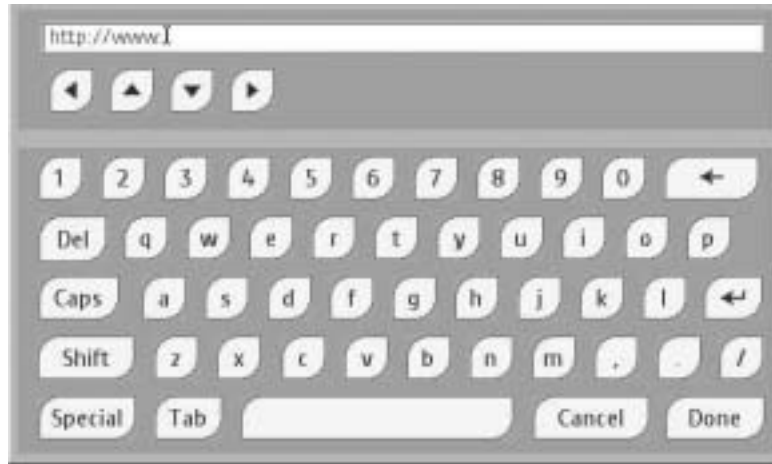 http://www.
1 2 3 4 5 6 7 8 9 0
Del q w e r t y u i o p
Caps a s d f g h j k l
Shift z x c v b n m , . /
Special Tab Cancel Done